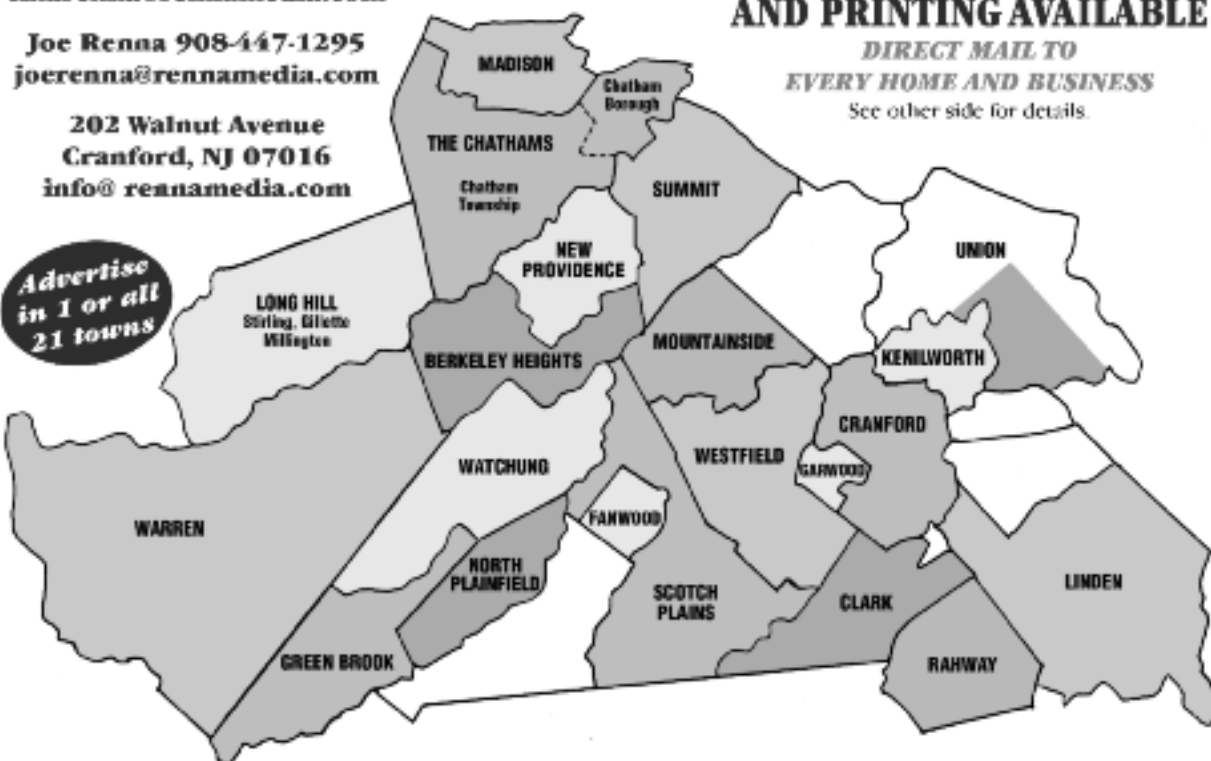 Joe Renna 908-447-1295
joerenna@rennamedia.com
202 Walnut Avenue
Cranford, NJ 07016
info@ rennamedia.com
Advertise
in 1 or all
21 towns
AND PRINTING AVAILABLE
DIRECT MAIL TO
EVERY HOME AND BUSINESS
See other side for details.
MADISON
Chatham
Borough
THE CHATHAMS
Chatham
Township
SUMMIT
NEW
PROVIDENCE
UNION
LONG HILL
Stirling, Gillette
Millington
BERKELEY HEIGHTS
MOUNTAINSIDE
KENILWORTH
CRANFORD
WATCHUNG
WESTFIELD
GARWOOD
WARREN
FANWOOD
NORTH
PLAINFIELD
SCOTCH
PLAINS
CLARK
LINDEN
GREEN BROOK
RAHWAY